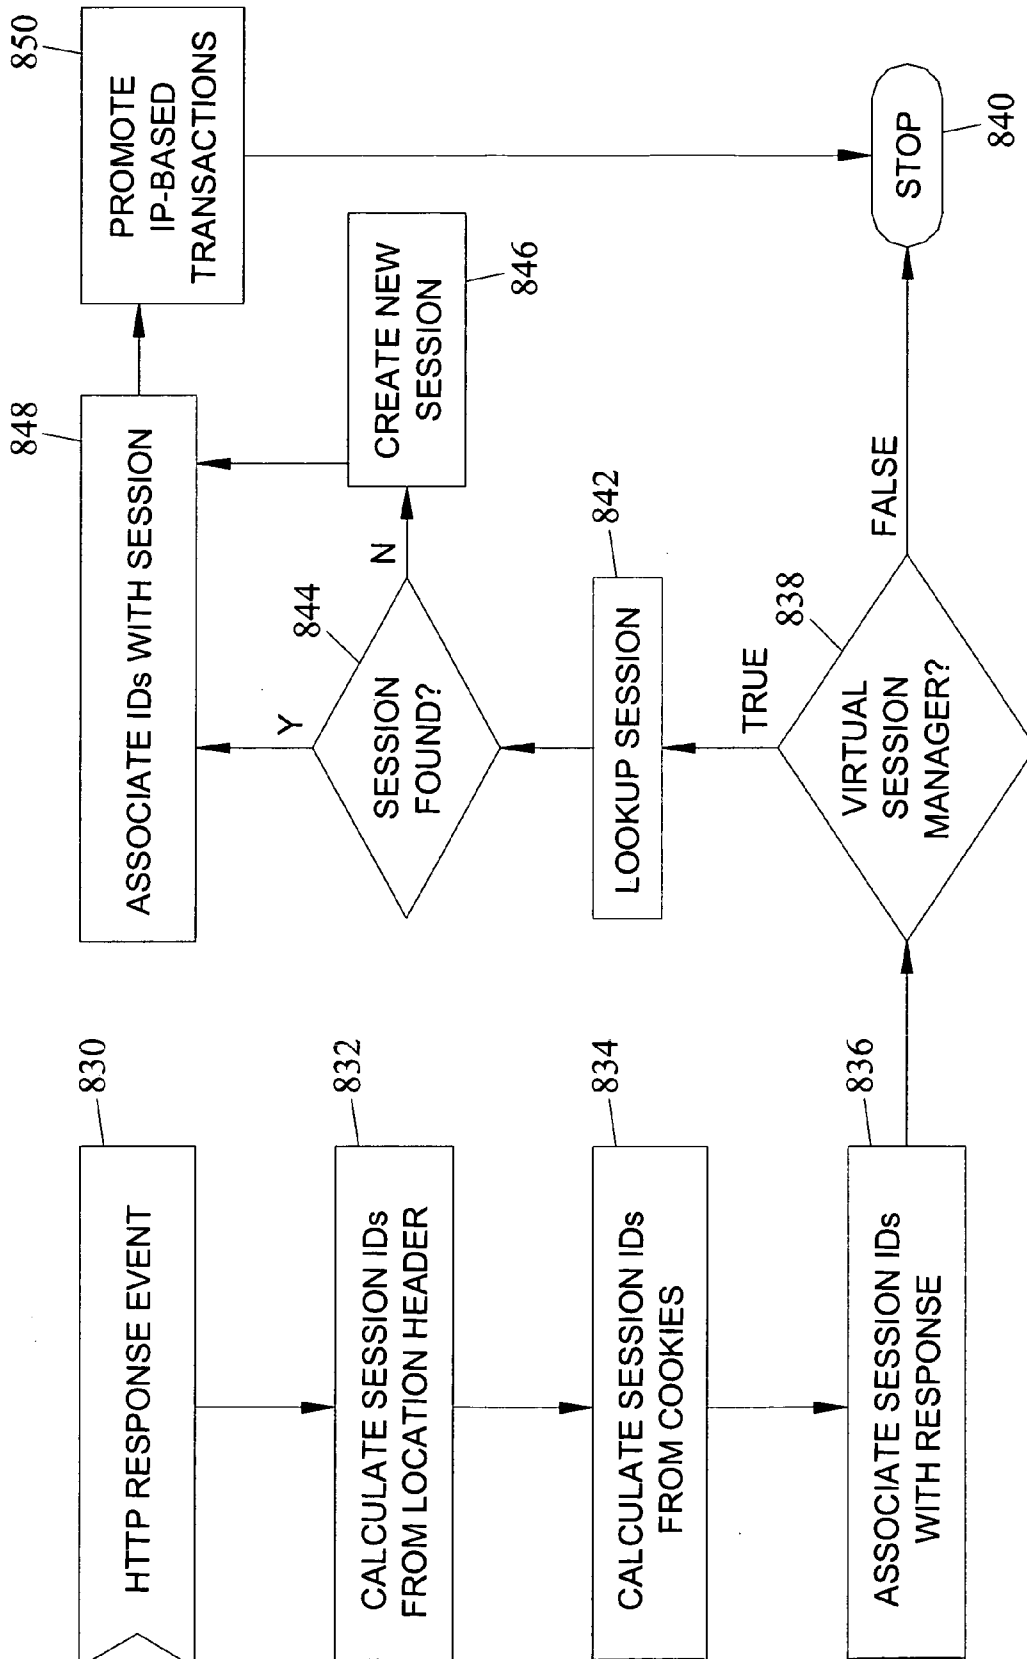 830
HTTP RESPONSE EVENT
832
CALCULATE SESSION IDs
FROM LOCATION HEADER
834
CALCULATE SESSION IDs
FROM COOKIES
836
ASSOCIATE SESSION IDs
WITH RESPONSE
838
VIRTUAL
SESSION
MANAGER?
TRUE
FALSE
STOP
840
842
LOOKUP SESSION
844
SESSION
FOUND?
Y
N
CREATE NEW
SESSION
846
848
ASSOCIATE IDs WITH SESSION
850
PROMOTE
IP-BASED
TRANSACTIONS